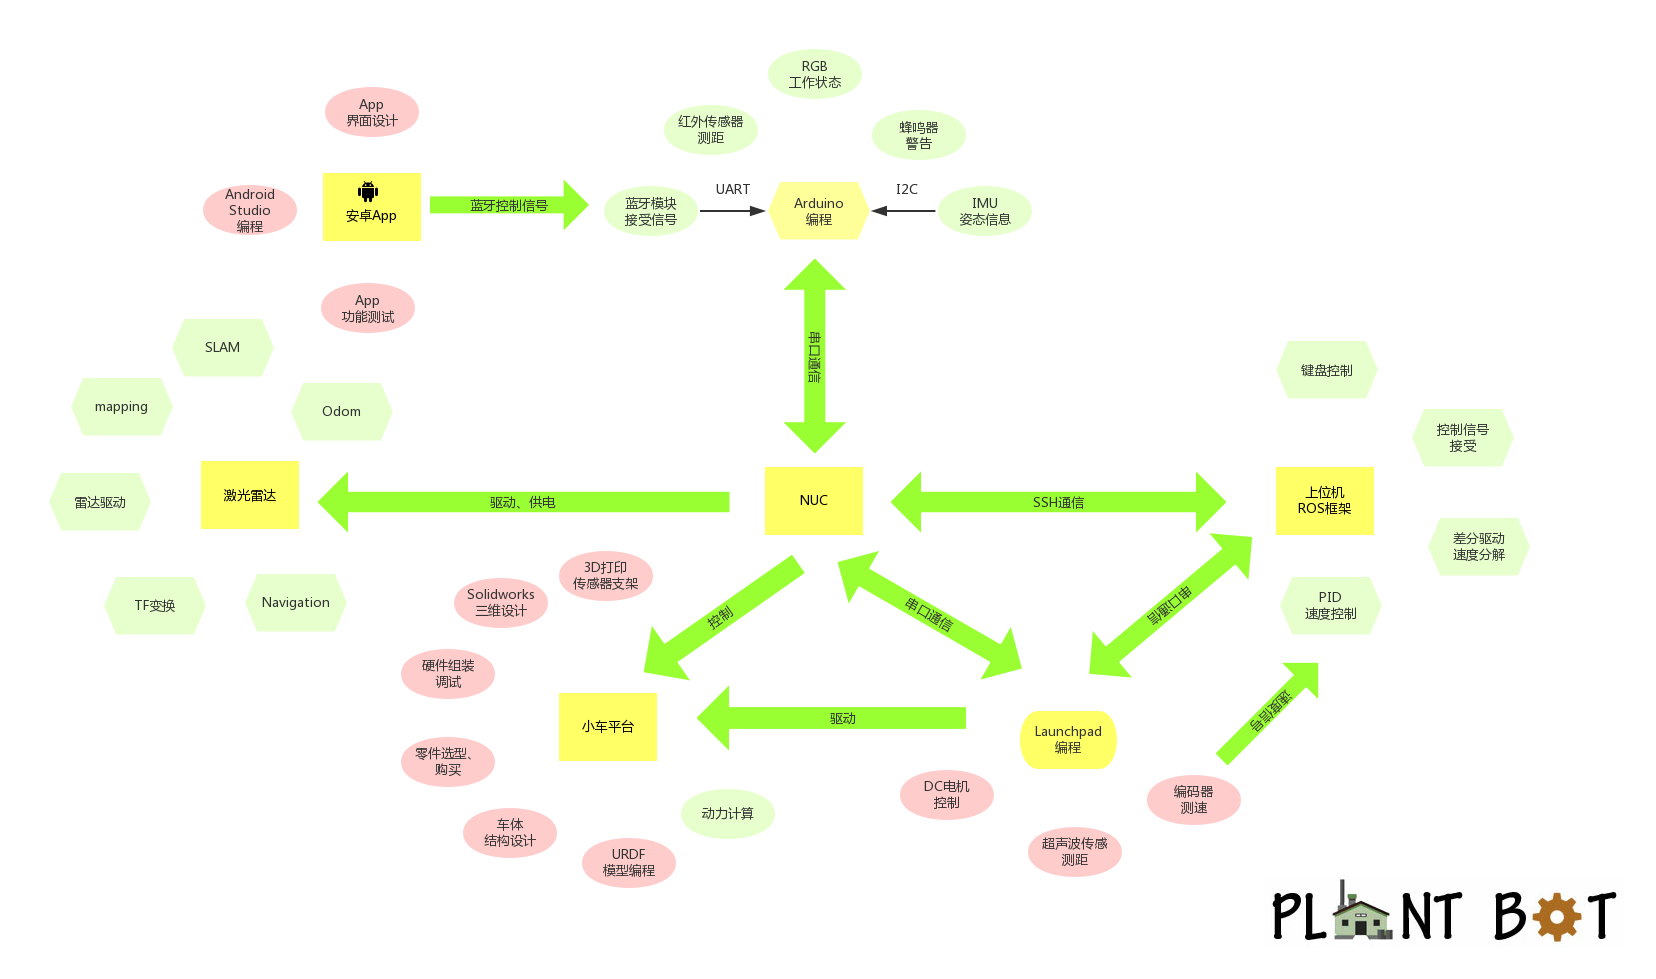 RGB
工作状态
App
界面设计
红外传感器
测距
蜂鸣器
警告
Android
Studio
编程
安卓App
蓝牙控制信号
蓝牙模块
接受信号
UART
Arduino
编程
I2C
IMU
姿态信息
App
功能测试
串口通信
SLAM
mapping
Odom
键盘控制
控制信号
接受
激光雷达
雷达驱动
驱动、供电
NUC
SSH通信
上位机
ROS框架
差分驱动
速度分解
TF变换
Navigation
3D打印
传感器支架
Solidworks
三维设计
控制
串口通信
串口通信
PID
速度控制
硬件组装
调试
小车平台
驱动
Launchpad
编程
速度信号
零件选型、
购买
DC电机
控制
编码器
测速
动力计算
车体
结构设计
URDF
模型编程
超声波传感
测距
PLANT BOT